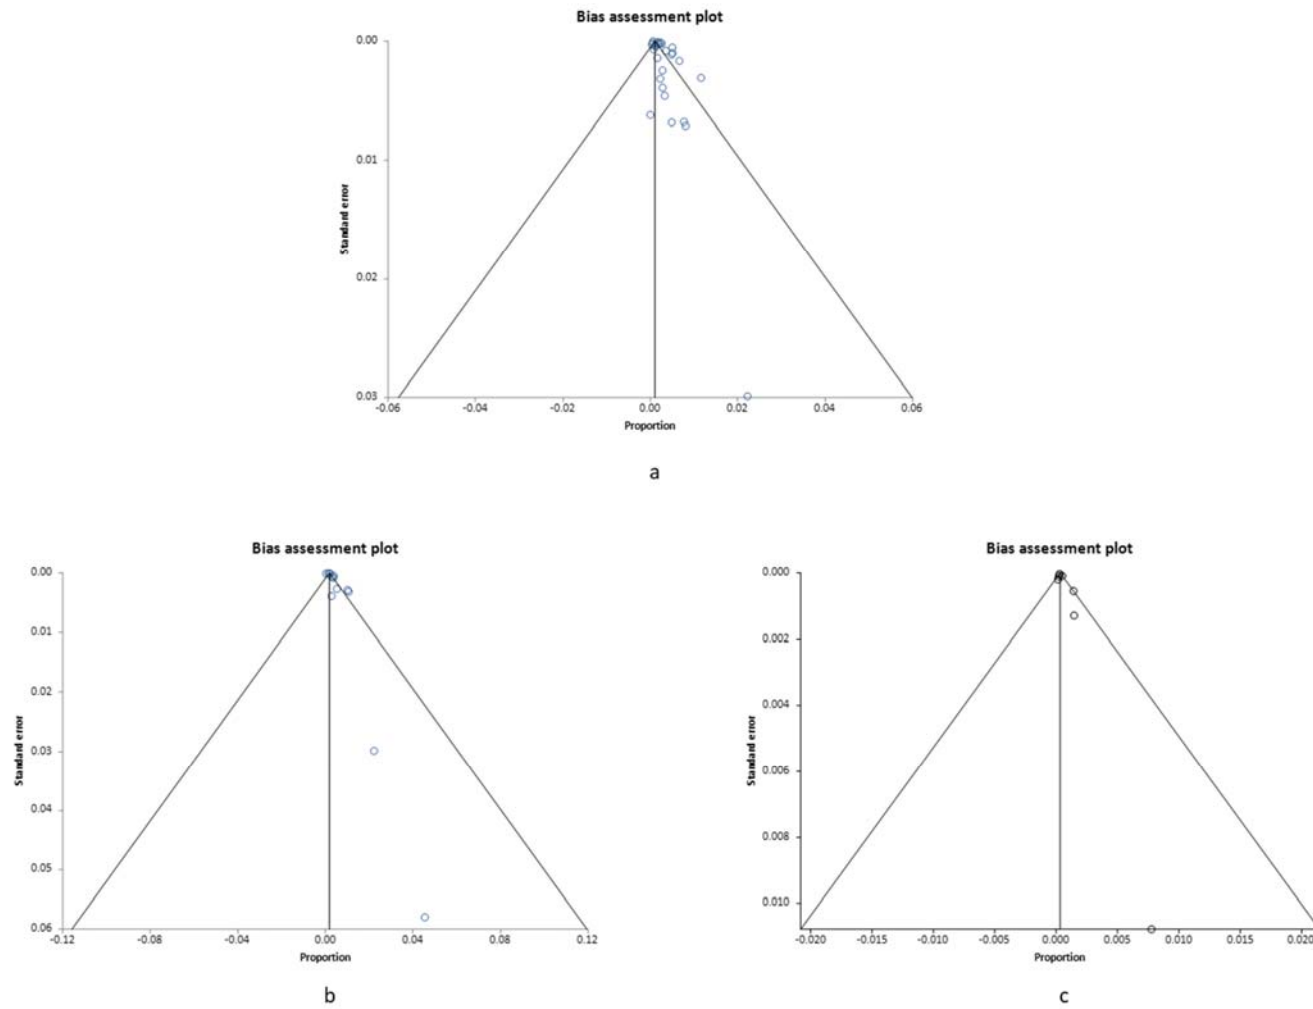 Bias assessment plot
0.00
0.01
0.02
0.03
Standard error
-0.06 -0.04 -0.02 0.00 0.02 0.04 0.06
Proportion
a
Bias assessment plot
0.00
0.01
0.02
0.03
0.04
0.05
0.06
Standard error
-0.12 -0.08 -0.04 0.00 0.04 0.08 0.12
Proportion
b
Bias assessment plot
0.000
0.002
0.004
0.006
0.008
0.010
Standard error
-0.020 -0.015 -0.010 -0.005 0.000 0.005 0.010 0.015 0.020
Proportion
c